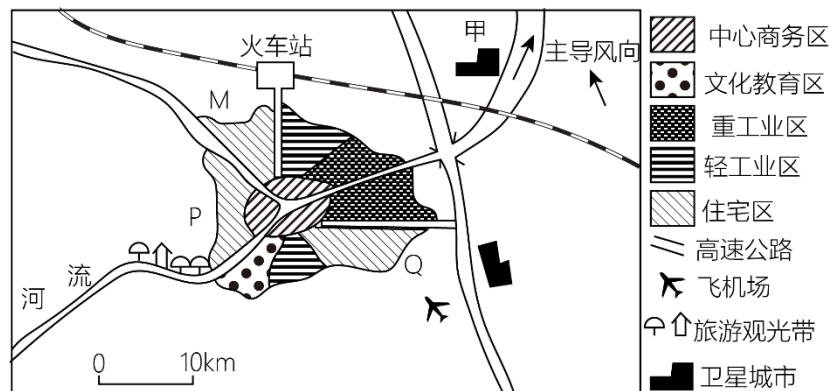 火车站
甲
主导风向
M
P
Q
河
流
0
10km
中心商务区
文化教育区
重工业区
轻工业区
住宅区
高速公路
飞机场
旅游观光带
卫星城市